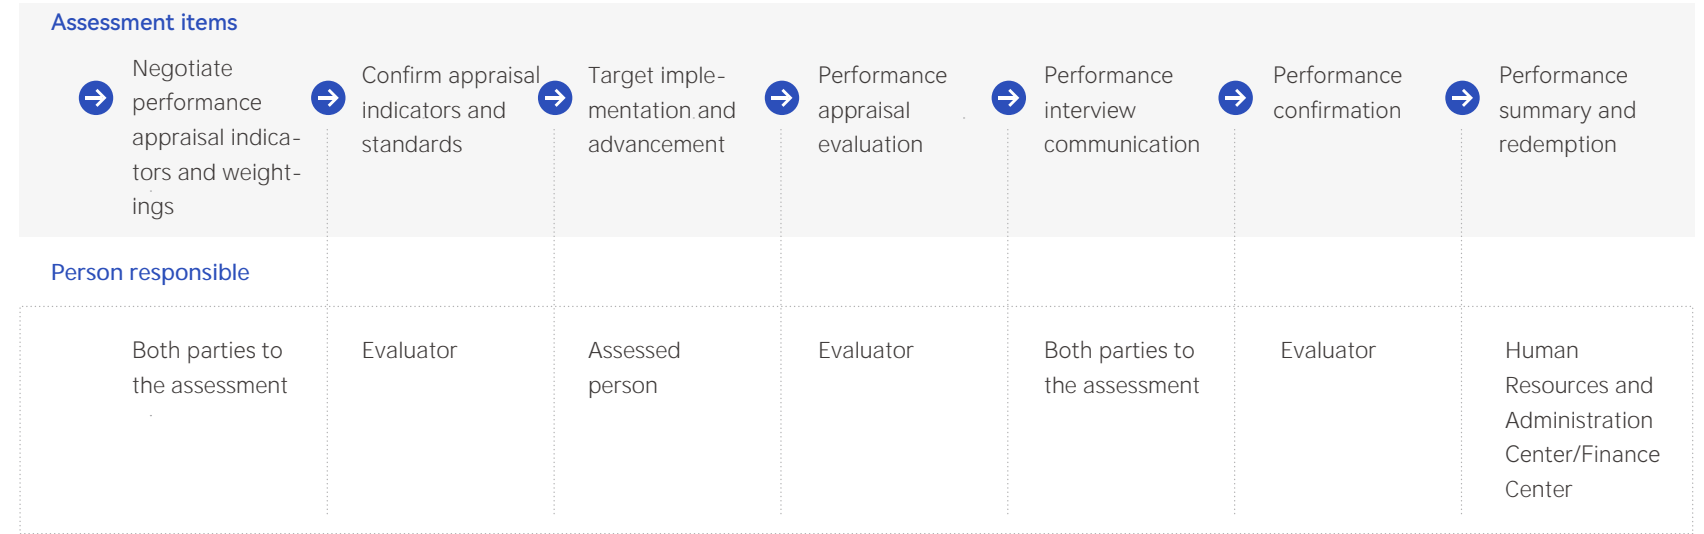 Assessment items
Negotiate
performance
appraisal indica-
tors and weight-
ings
Confirm appraisal
indicators and
standards
Target imple-
mentation and
advancement
Performance
appraisal
evaluation
Performance
interview
communication
Performance
confirmation
Performance
summary and
redemption
Person responsible
Both parties to
the assessment
Evaluator
Assessed
person
Evaluator
Both parties to
the assessment
Evaluator
Human
Resources and
Administration
Center/Finance
Center